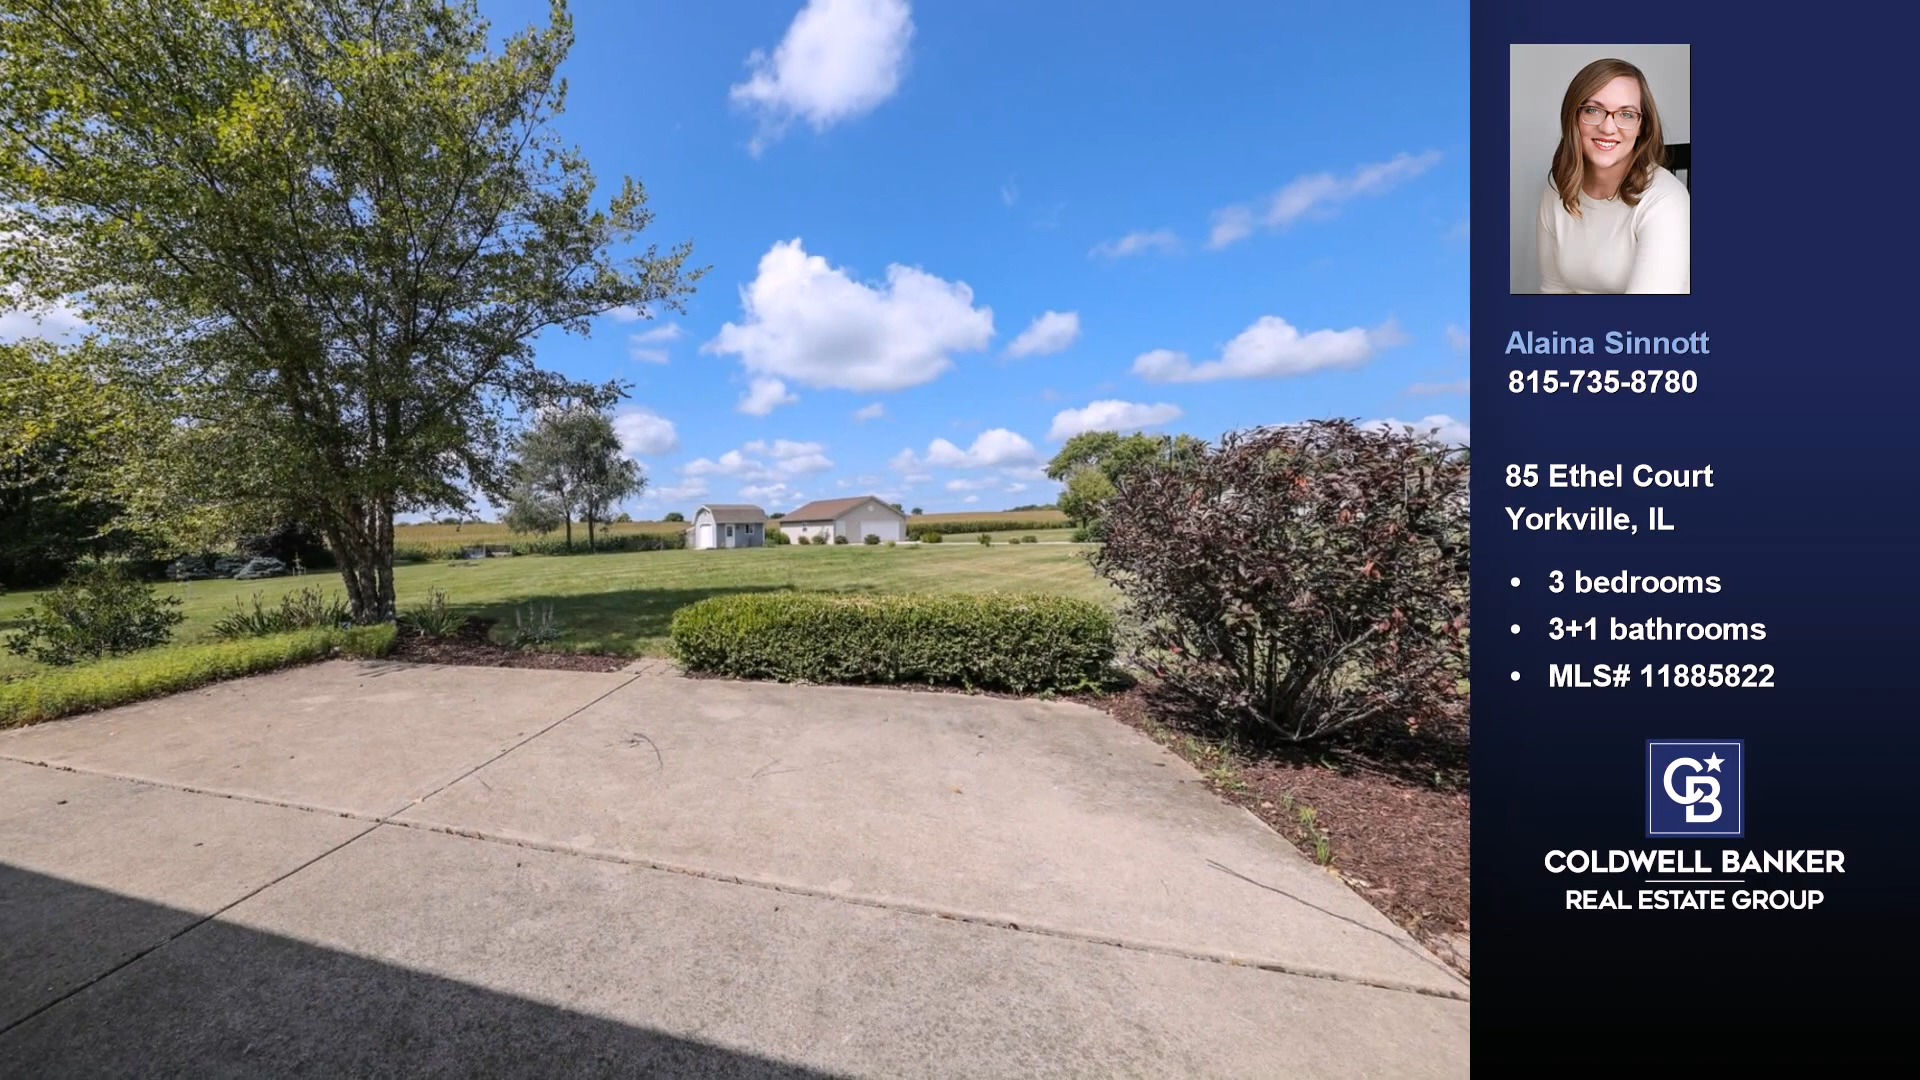 Alaina Sinnott
815-735-8780
85 Ethel Court
Yorkville, IL
• 3 bedrooms
• 3+1 bathrooms
• MLS# 11885822
CB
COLDWELL BANKER
REAL ESTATE GROUP